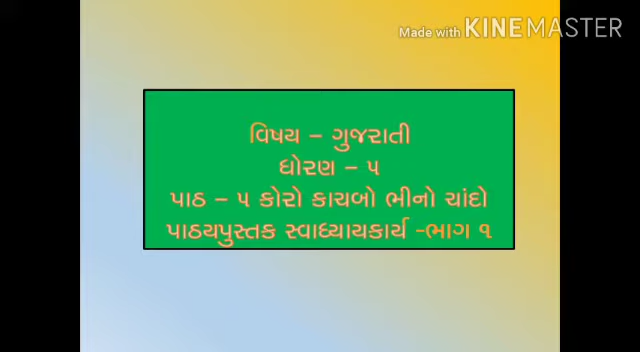 Made with KINEMASTER
વિષય – ગુજરાતી
ધોરણ – ૫
પાઠ – ૫ કોરો કાચબો ભીનો ચાંદો
પાઠયપુસ્તક સ્વાધ્યાયકાર્ય -ભાગ ૧